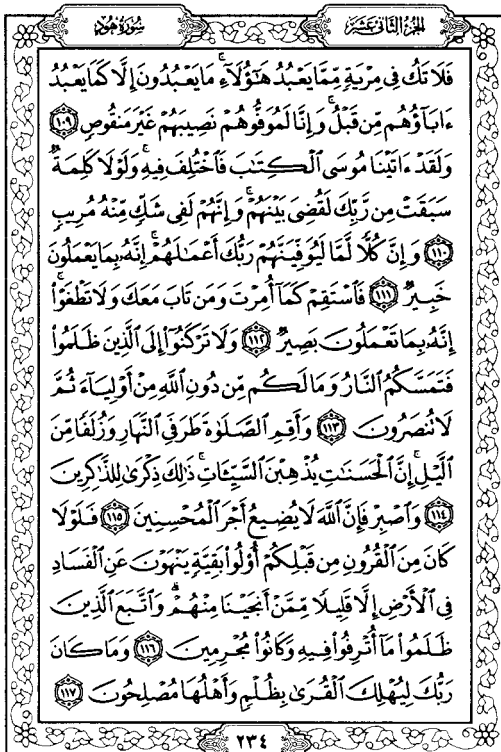 الجزء الثاني عشر
سورة هود
فَلَا تَكُ فِى مِرْيَةٍ مِّمَّا يَعْبُدُ هَٰٓؤُلَآءِ ۚ مَا يَعْبُدُونَ إِلَّا كَمَا يَعْبُدُ
ءَابَآؤُهُم مِّن قَبْلُ ۚ وَإِنَّا لَمُوَفُّوهُمْ نَصِيبَهُمْ غَيْرَ مَنقُوصٍ ١٠٩
وَلَقَدْ ءَاتَيْنَا مُوسَى ٱلْكِتَٰبَ فَٱخْتُلِفَ فِيهِ ۚ وَلَوْلَا كَلِمَةٌ
سَبَقَتْ مِن رَّبِّكَ لَقُضِىَ بَيْنَهُمْ ۚ وَإِنَّهُمْ لَفِى شَكٍّ مِّنْهُ مُرِيبٍ
١١٠ وَإِنَّ كُلًّا لَّمَّا لَيُوَفِّيَنَّهُمْ رَبُّكَ أَعْمَٰلَهُمْ ۚ إِنَّهُۥ بِمَا يَعْمَلُونَ
خَبِيرٌ ١١١ فَٱسْتَقِمْ كَمَآ أُمِرْتَ وَمَن تَابَ مَعَكَ وَلَا تَطْغَوْا۟ ۚ
إِنَّهُۥ بِمَا تَعْمَلُونَ بَصِيرٌ ١١٢ وَلَا تَرْكَنُوٓا۟ إِلَى ٱلَّذِينَ ظَلَمُوا۟
فَتَمَسَّكُمُ ٱلنَّارُ وَمَا لَكُم مِّن دُونِ ٱللَّهِ مِنْ أَوْلِيَآءَ ثُمَّ
لَا تُنصَرُونَ ١١٣ وَأَقِمِ ٱلصَّلَوٰةَ طَرَفَىِ ٱلنَّهَارِ وَزُلَفًا مِّنَ
ٱلَّيْلِ ۚ إِنَّ ٱلْحَسَنَٰتِ يُذْهِبْنَ ٱلسَّيِّـَٔاتِ ۚ ذَٰلِكَ ذِكْرَىٰ لِلذَّٰكِرِينَ
١١٤ وَٱصْبِرْ فَإِنَّ ٱللَّهَ لَا يُضِيعُ أَجْرَ ٱلْمُحْسِنِينَ ١١٥ فَلَوْلَا
كَانَ مِنَ ٱلْقُرُونِ مِن قَبْلِكُمْ أُو۟لُوا۟ بَقِيَّةٍ يَنْهَوْنَ عَنِ ٱلْفَسَادِ
فِى ٱلْأَرْضِ إِلَّا قَلِيلًا مِّمَّنْ أَنجَيْنَا مِنْهُمْ ۗ وَٱتَّبَعَ ٱلَّذِينَ
ظَلَمُوا۟ مَآ أُتْرِفُوا۟ فِيهِ وَكَانُوا۟ مُجْرِمِينَ ١١٦ وَمَا كَانَ
رَبُّكَ لِيُهْلِكَ ٱلْقُرَىٰ بِظُلْمٍ وَأَهْلُهَا مُصْلِحُونَ ١١٧
٢٣٤